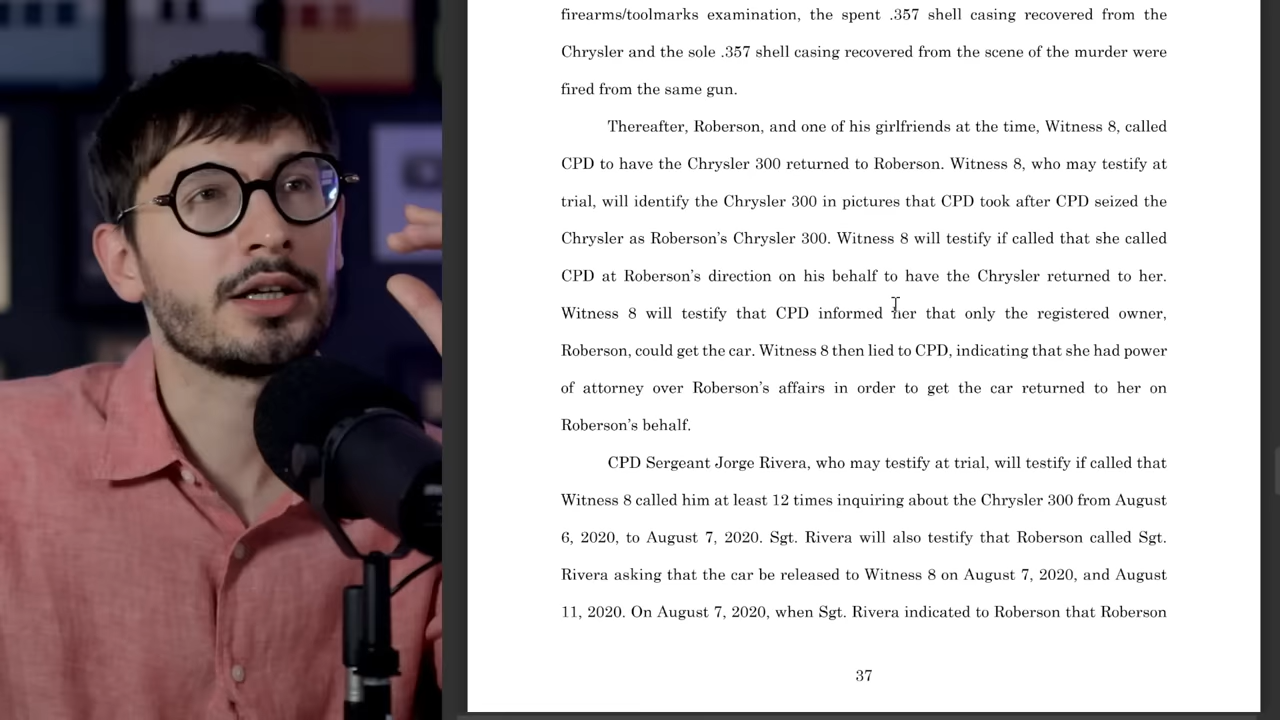 firearms/toolmarks examination, the spent .357 shell casing recovered from the
Chrysler and the sole .357 shell casing recovered from the scene of the murder were
fired from the same gun.
Thereafter, Roberson, and one of his girlfriends at the time, Witness 8, called
CPD to have the Chrysler 300 returned to Roberson. Witness 8, who may testify at
trial, will identify the Chrysler 300 in pictures that CPD took after CPD seized the
Chrysler as Roberson’s Chrysler 300. Witness 8 will testify if called that she called
CPD at Roberson’s direction on his behalf to have the Chrysler returned to her.
Witness 8 will testify that CPD informed her that only the registered owner,
Roberson, could get the car. Witness 8 then lied to CPD, indicating that she had power
of attorney over Roberson’s affairs in order to get the car returned to her on
Roberson’s behalf.
CPD Sergeant Jorge Rivera, who may testify at trial, will testify if called that
Witness 8 called him at least 12 times inquiring about the Chrysler 300 from August
6, 2020, to August 7, 2020. Sgt. Rivera will also testify that Roberson called Sgt.
Rivera asking that the car be released to Witness 8 on August 7, 2020, and August
11, 2020. On August 7, 2020, when Sgt. Rivera indicated to Roberson that Roberson
37